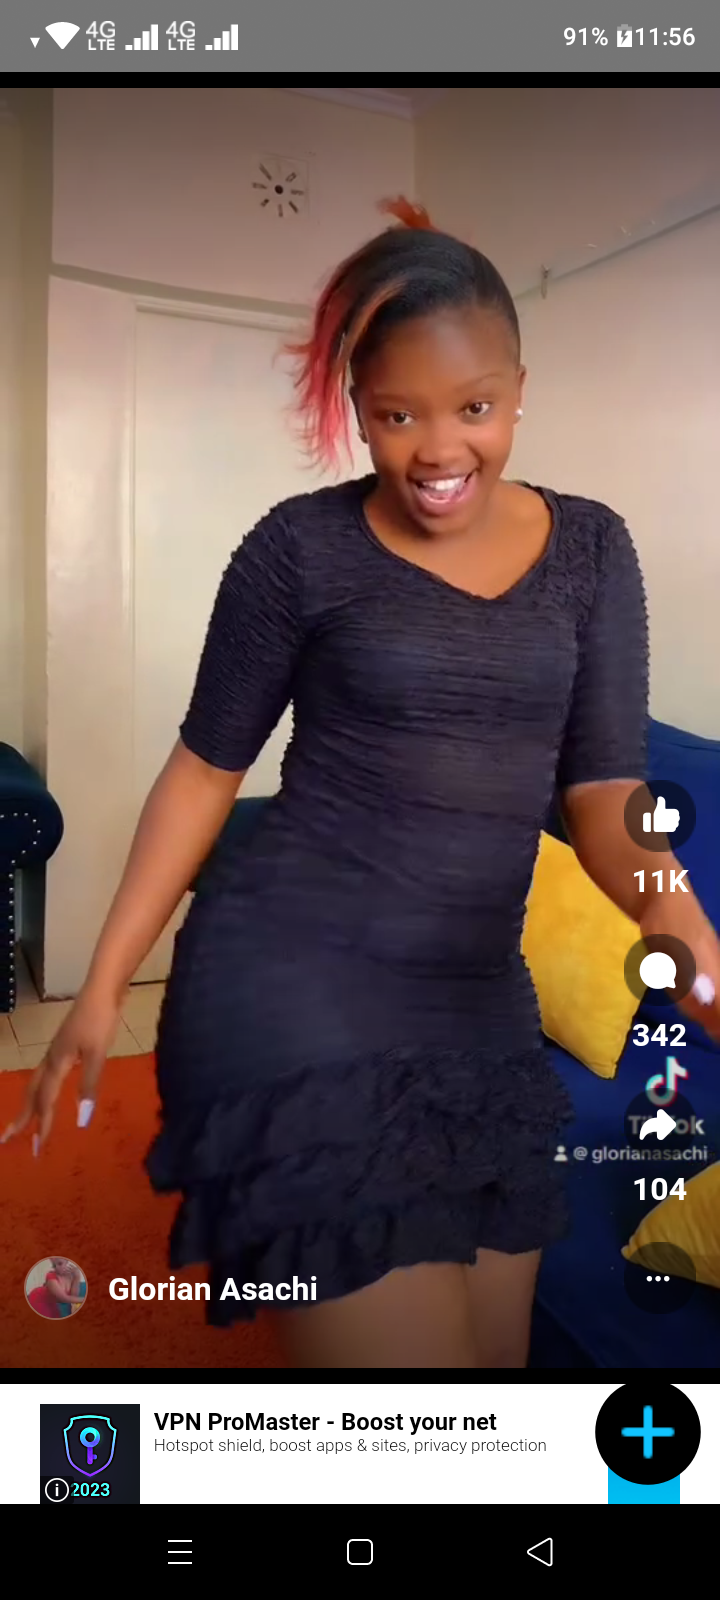 4G LTE 4G LTE 91% 11:56
11K
342
TikTok
@ glorianasachi
104
Glorian Asachi
VPN ProMaster - Boost your net
Hotspot shield, boost apps & sites, privacy protection
2023